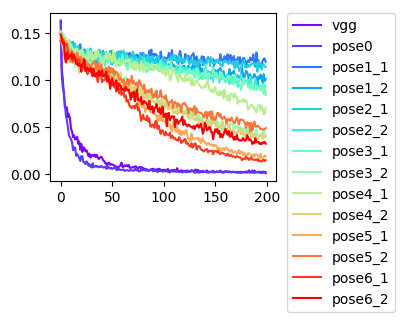 0.15
0.10
0.05
0.00
0
50
100
150
200
vgg
pose0
pose1_1
pose1_2
pose2_1
pose2_2
pose3_1
pose3_2
pose4_1
pose4_2
pose5_1
pose5_2
pose6_1
pose6_2